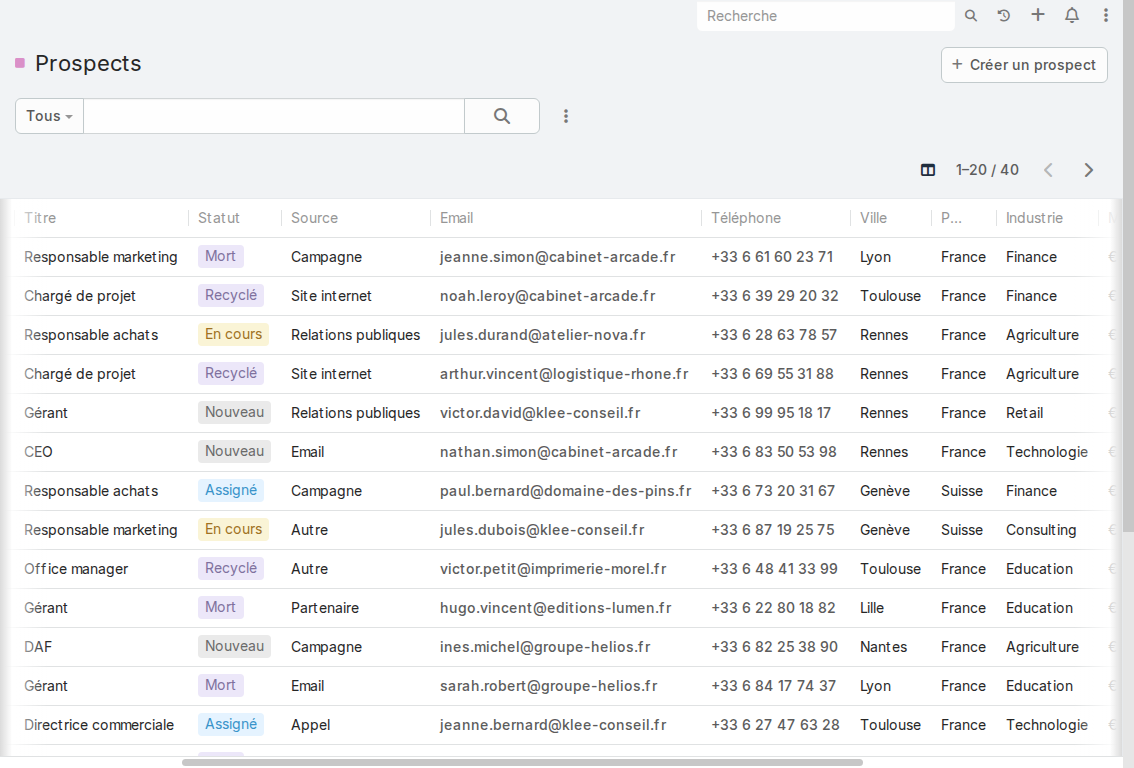 Recherche
Prospects
Créer un prospect
Tous
1–20 / 40
Titre Statut Source Email Téléphone Ville P... Industrie
Responsable marketing Mort Campagne jeanne.simon@cabinet-arcade.fr +33 6 61 60 23 71 Lyon France Finance €
Chargé de projet Recyclé Site internet noah.leroy@cabinet-arcade.fr +33 6 39 29 20 32 Toulouse France Finance €
Responsable achats En cours Relations publiques jules.durand@atelier-nova.fr +33 6 28 63 78 57 Rennes France Agriculture €
Chargé de projet Recyclé Site internet arthur.vincent@logistique-rhone.fr +33 6 69 55 31 88 Rennes France Agriculture €
Gérant Nouveau Relations publiques victor.david@klee-conseil.fr +33 6 99 95 18 17 Rennes France Retail €
CEO Nouveau Email nathan.simon@cabinet-arcade.fr +33 6 83 50 53 98 Rennes France Technologie €
Responsable achats Assigné Campagne paul.bernard@domaine-des-pins.fr +33 6 73 20 31 67 Genève Suisse Finance €
Responsable marketing En cours Autre jules.dubois@klee-conseil.fr +33 6 87 19 25 75 Genève Suisse Consulting €
Office manager Recyclé Autre victor.petit@imprimerie-morel.fr +33 6 48 41 33 99 Toulouse France Education €
Gérant Mort Partenaire hugo.vincent@editions-lumen.fr +33 6 22 80 18 82 Lille France Education €
DAF Nouveau Campagne ines.michel@groupe-helios.fr +33 6 82 25 38 90 Nantes France Agriculture €
Gérant Mort Email sarah.robert@groupe-helios.fr +33 6 84 17 74 37 Lyon France Education €
Directrice commerciale Assigné Appel jeanne.bernard@klee-conseil.fr +33 6 27 47 63 28 Toulouse France Technologie €